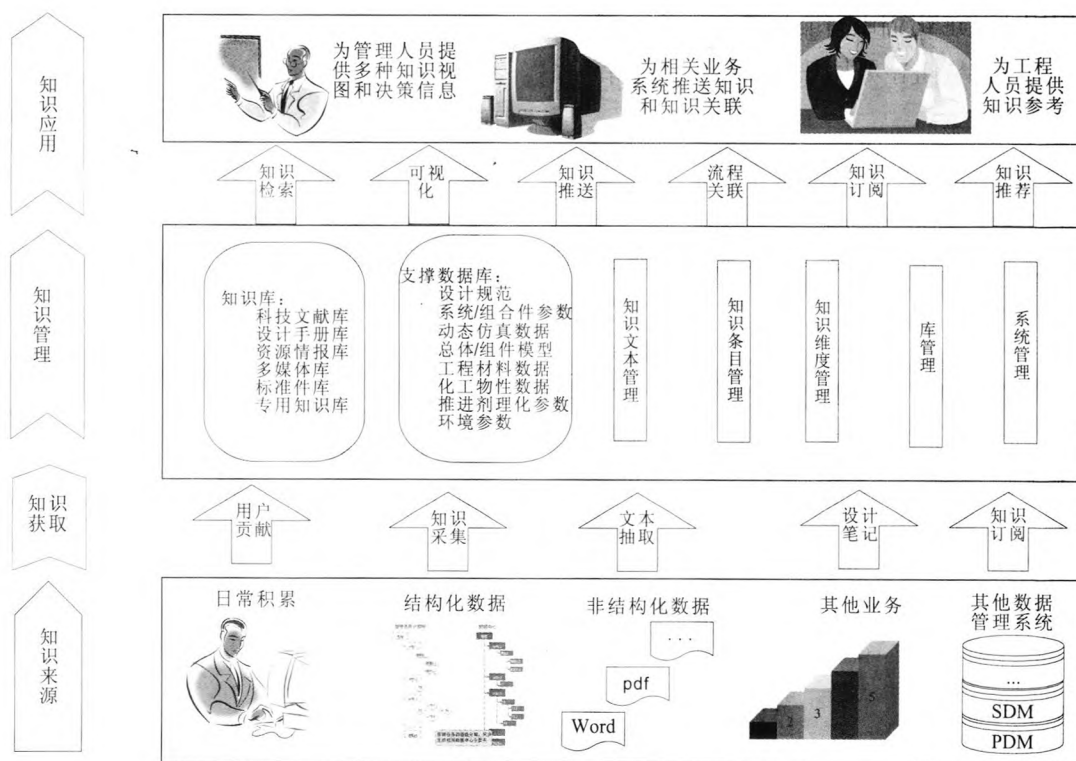 知识应用
为管理人员提
供多种知识视
图和决策信息
为相关业务
系统推送知识
和知识关联
为工程
人员提供
知识参考
知识
检索
可视
化
知识
推送
流程
关联
知识
订阅
知识
推荐
知识管理
知识库：
科技文献库
设计手册库
资源情报库
多媒体库
标准件库
专用知识库
支撑数据库：
设计规范
系统/组合件参数
动态仿真数据
总体/组件模型
工程材料数据
化工物性数据
推进剂理化参数
环境参数
知识文本管理
知识条目管理
知识维度管理
库管理
系统管理
知识
获取
用户
贡献
知识
采集
文本
抽取
设计
笔记
知识
订阅
知识来源
日常积累
结构化数据
非结构化数据
...
pdf
Word
其他业务
2
3
5
其他数据
管理系统
...
SDM
PDM